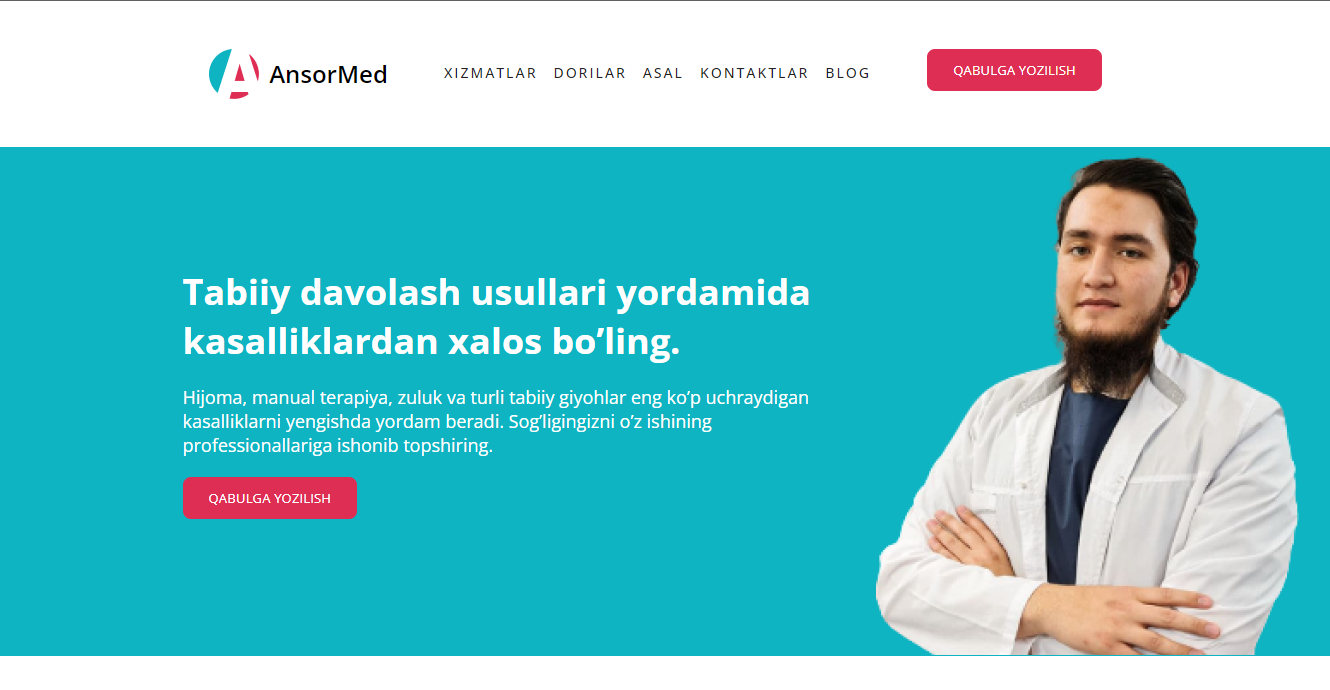 AnsorMed
XIZMATLAR DORILAR ASAL KONTAKTLAR BLOG
QABULGA YOZILISH
Tabiiy davolash usullari yordamida
kasalliklardan xalos bo’ling.
Hijoma, manual terapiya, zuluk va turli tabiiy giyohlar eng ko’p uchraydigan
kasalliklarni yengishda yordam beradi. Sog‘ligingizni o’z ishining
professionallariga ishonib topshiring.
QABULGA YOZILISH